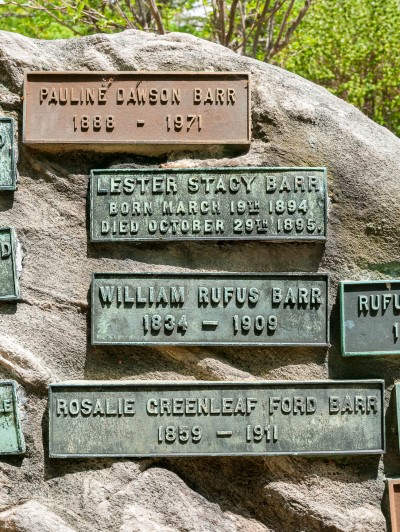 PAULINE DAWSON BARR
1888 - 1971
LESTER STACY BARR
BORN MARCH 19TH 1894.
DIED OCTOBER 29TH 1895.
WILLIAM RUFUS BARR
1834 - 1909
RUFU
1
ROSALIE GREENLEAF FORD BARR
1859 - 1911